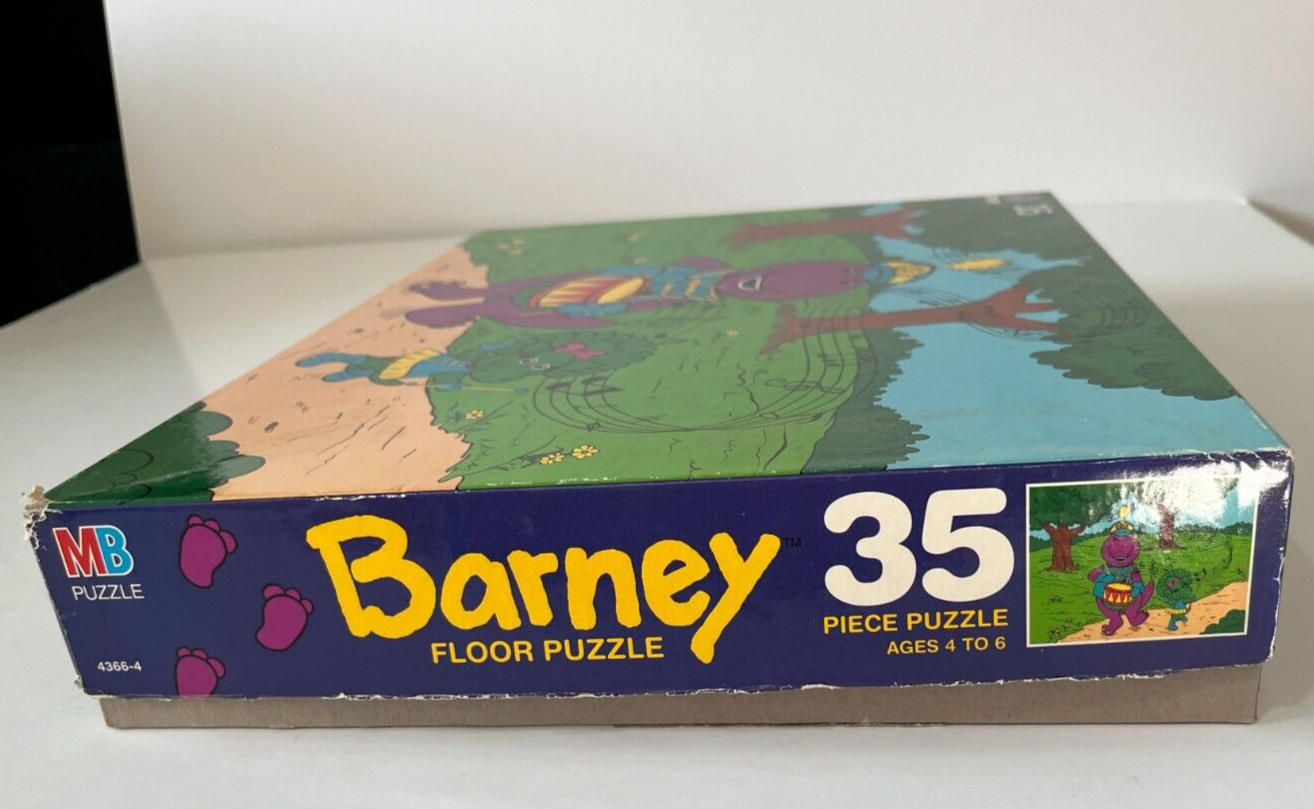 MB
PUZZLE
4366-4
Barney™
FLOOR PUZZLE
35
PIECE PUZZLE
AGES 4 TO 6